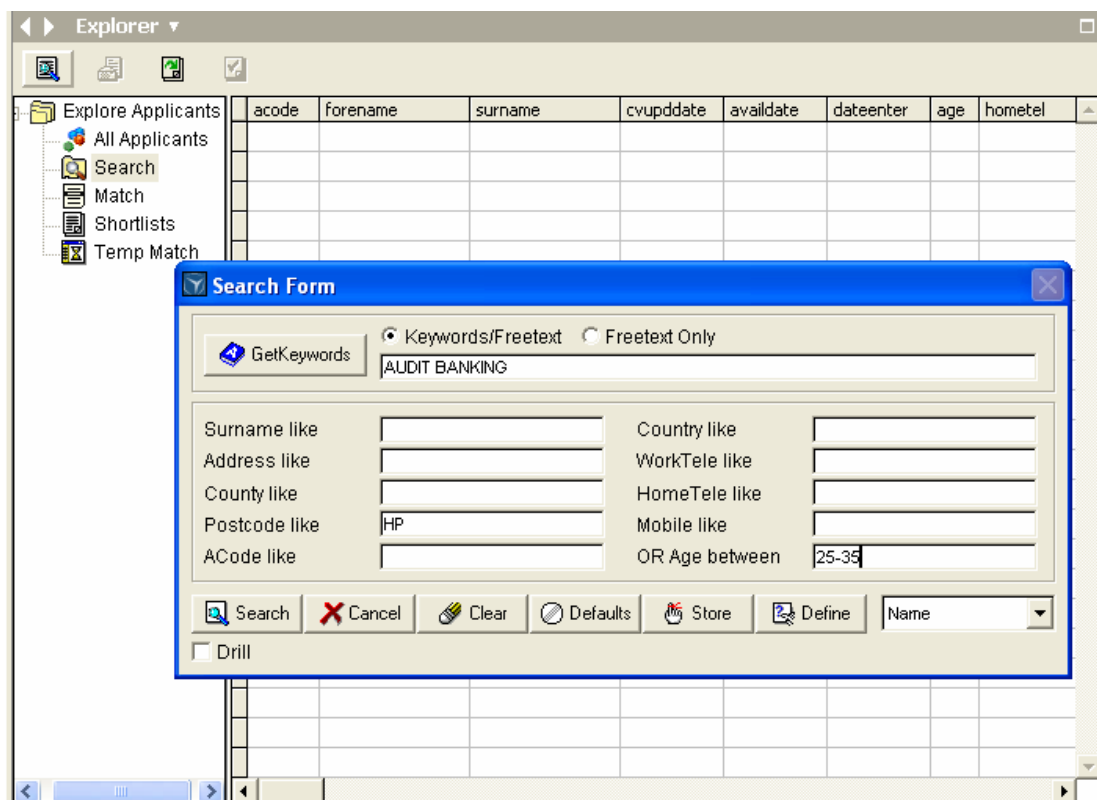 Explorer
Explore Applicants
acode forename surname cvupddate availdate dateenter age hometel
All Applicants
Search
Match
Shortlists
Temp Match
Search Form
GetKeywords
Keywords/Freetext Freetext Only
AUDIT BANKING
Surname like Country like
Address like WorkTele like
County like HomeTele like
Postcode like HP Mobile like
ACode like OR Age between 25-35
Search Cancel Clear Defaults Store Define Name
Drill